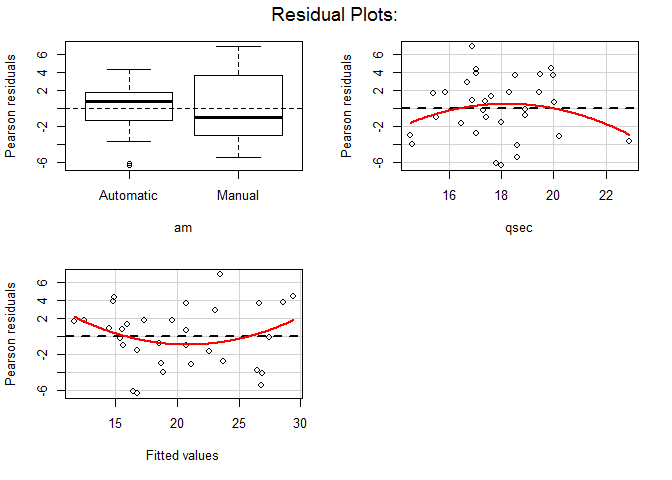 Residual Plots:
Pearson residuals
-6 -2 2 4 6
Automatic Manual
am
Pearson residuals
-6 -2 2 4 6
16 18 20 22
qsec
Pearson residuals
-6 -2 2 4 6
15 20 25 30
Fitted values